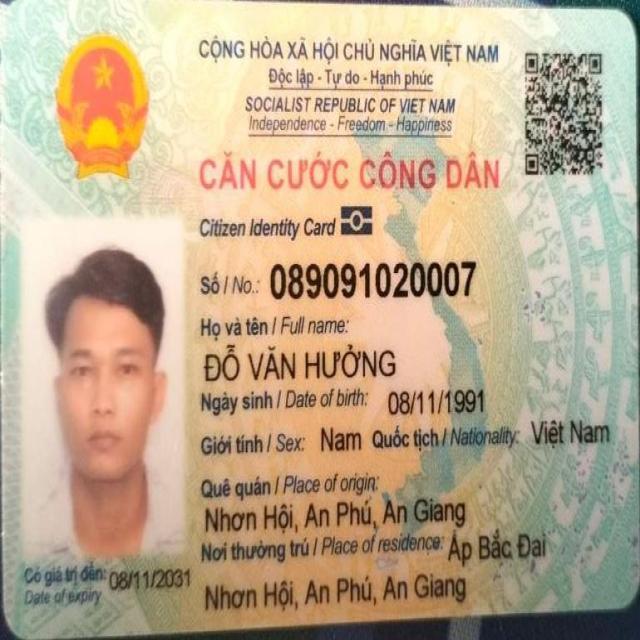 CỘNG HÒA XÃ HỘI CHỦ NGHĨA VIỆT NAM
Độc lập - Tự do - Hạnh phúc
SOCIALIST REPUBLIC OF VIET NAM
Independence - Freedom - Happiness
CĂN CƯỚC CÔNG DÂN
Citizen Identity Card
Số / No.: 089091020007
Họ và tên / Full name:
ĐỖ VĂN HƯỞNG
Ngày sinh / Date of birth: 08/11/1991
Giới tính / Sex: Nam Quốc tịch / Nationality: Việt Nam
Quê quán / Place of origin:
Nhơn Hội, An Phú, An Giang
Nơi thường trú / Place of residence: Ấp Bắc Đai
Nhơn Hội, An Phú, An Giang
Có giá trị đến: 08/11/2031
Date of expiry